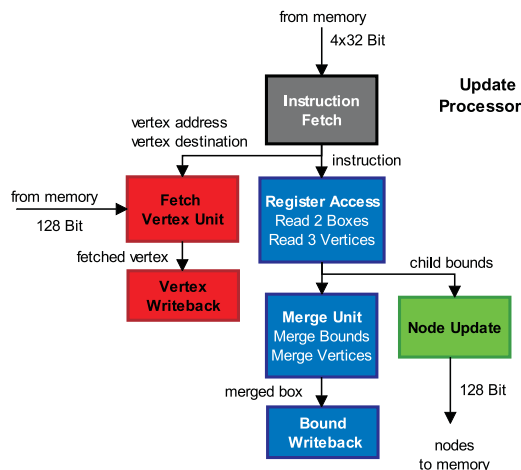 from memory
4x32 Bit
Update
Processor
Instruction
Fetch
vertex address
vertex destination
instruction
from memory
128 Bit
Fetch
Vertex Unit
Register Access
Read 2 Boxes
Read 3 Vertices
fetched vertex
child bounds
Vertex
Writeback
Merge Unit
Merge Bounds
Merge Vertices
Node Update
merged box
128 Bit
Bound
Writeback
nodes
to memory